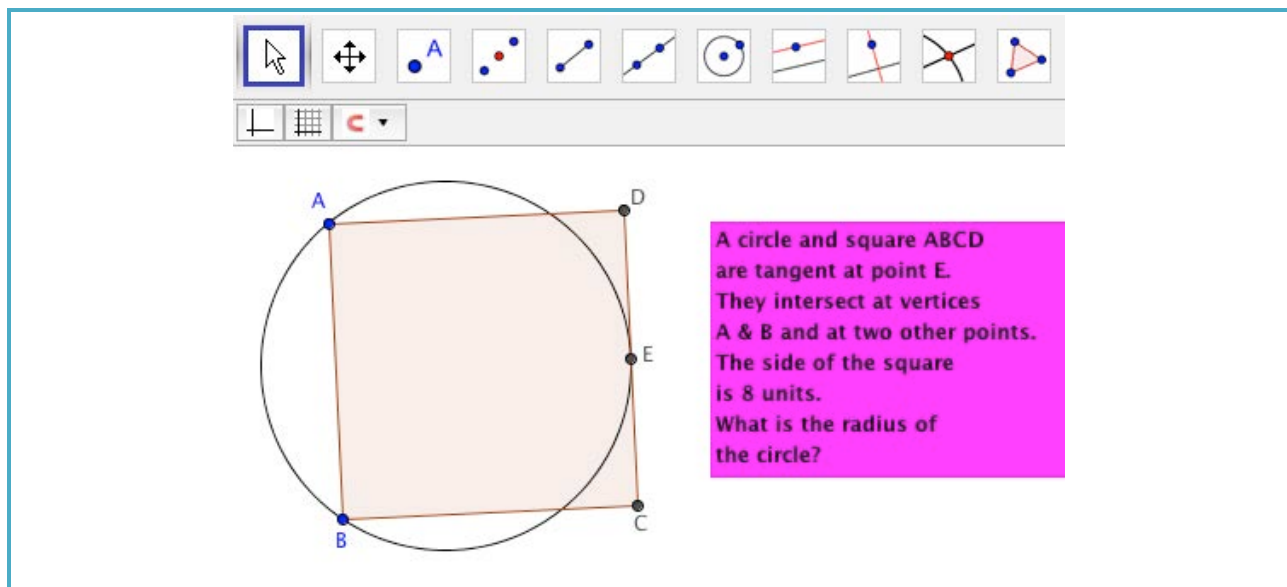 A
A
D
E
C
B
A circle and square ABCD
are tangent at point E.
They intersect at vertices
A & B and at two other points.
The side of the square
is 8 units.
What is the radius of
the circle?